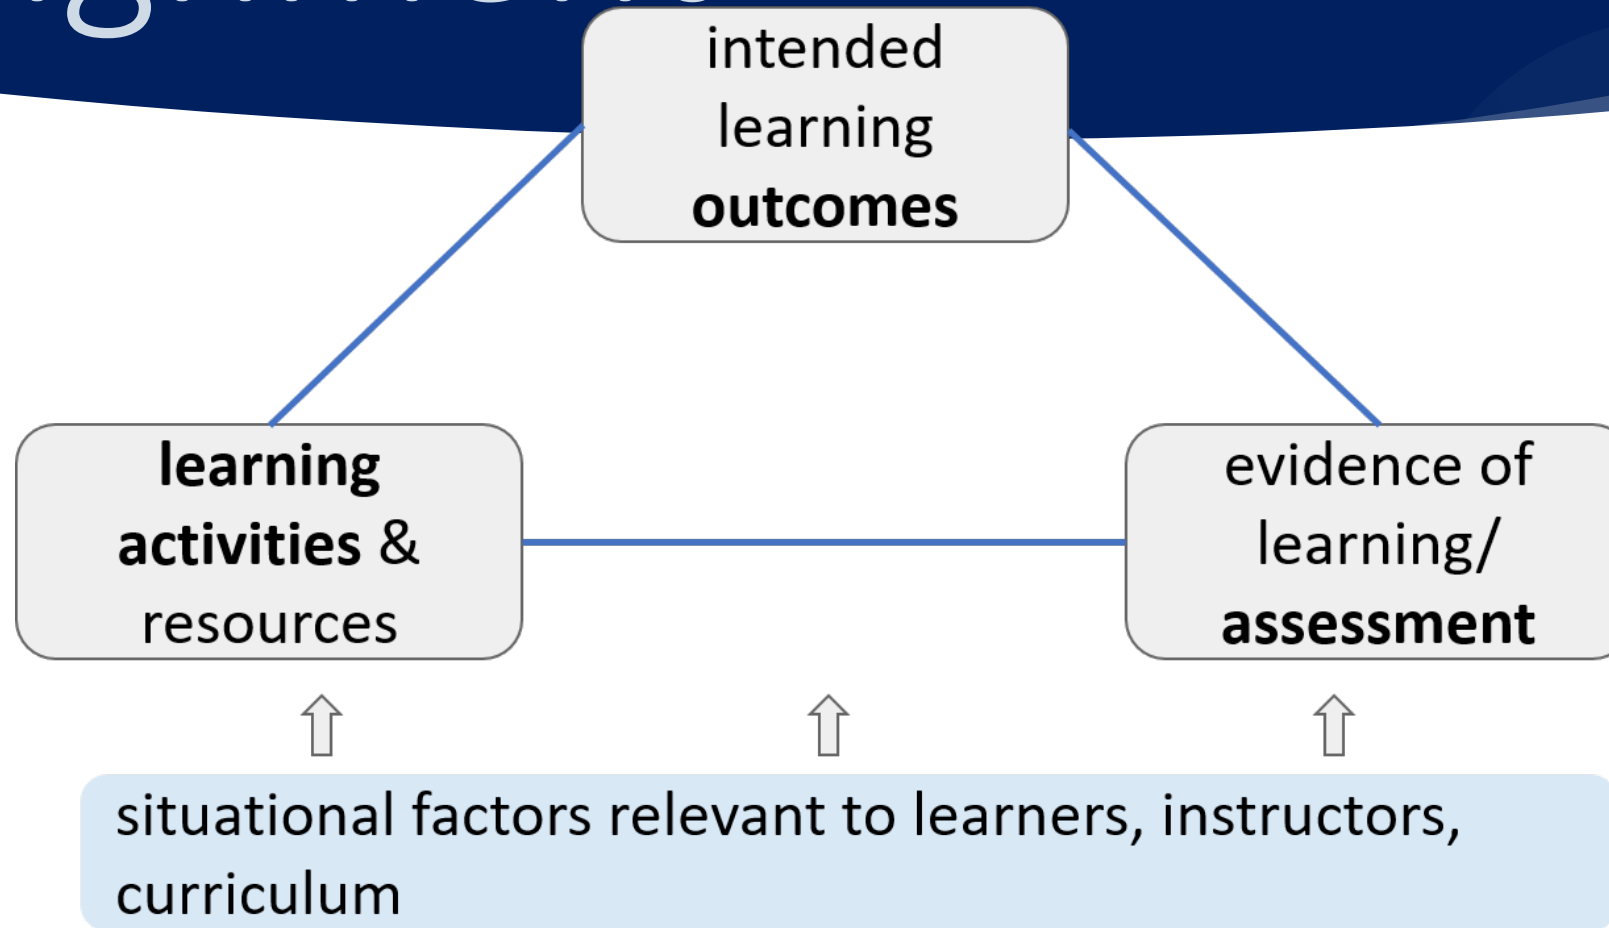 intended
learning
outcomes
learning
activities &
resources
evidence of
learning/
assessment
situational factors relevant to learners, instructors,
curriculum